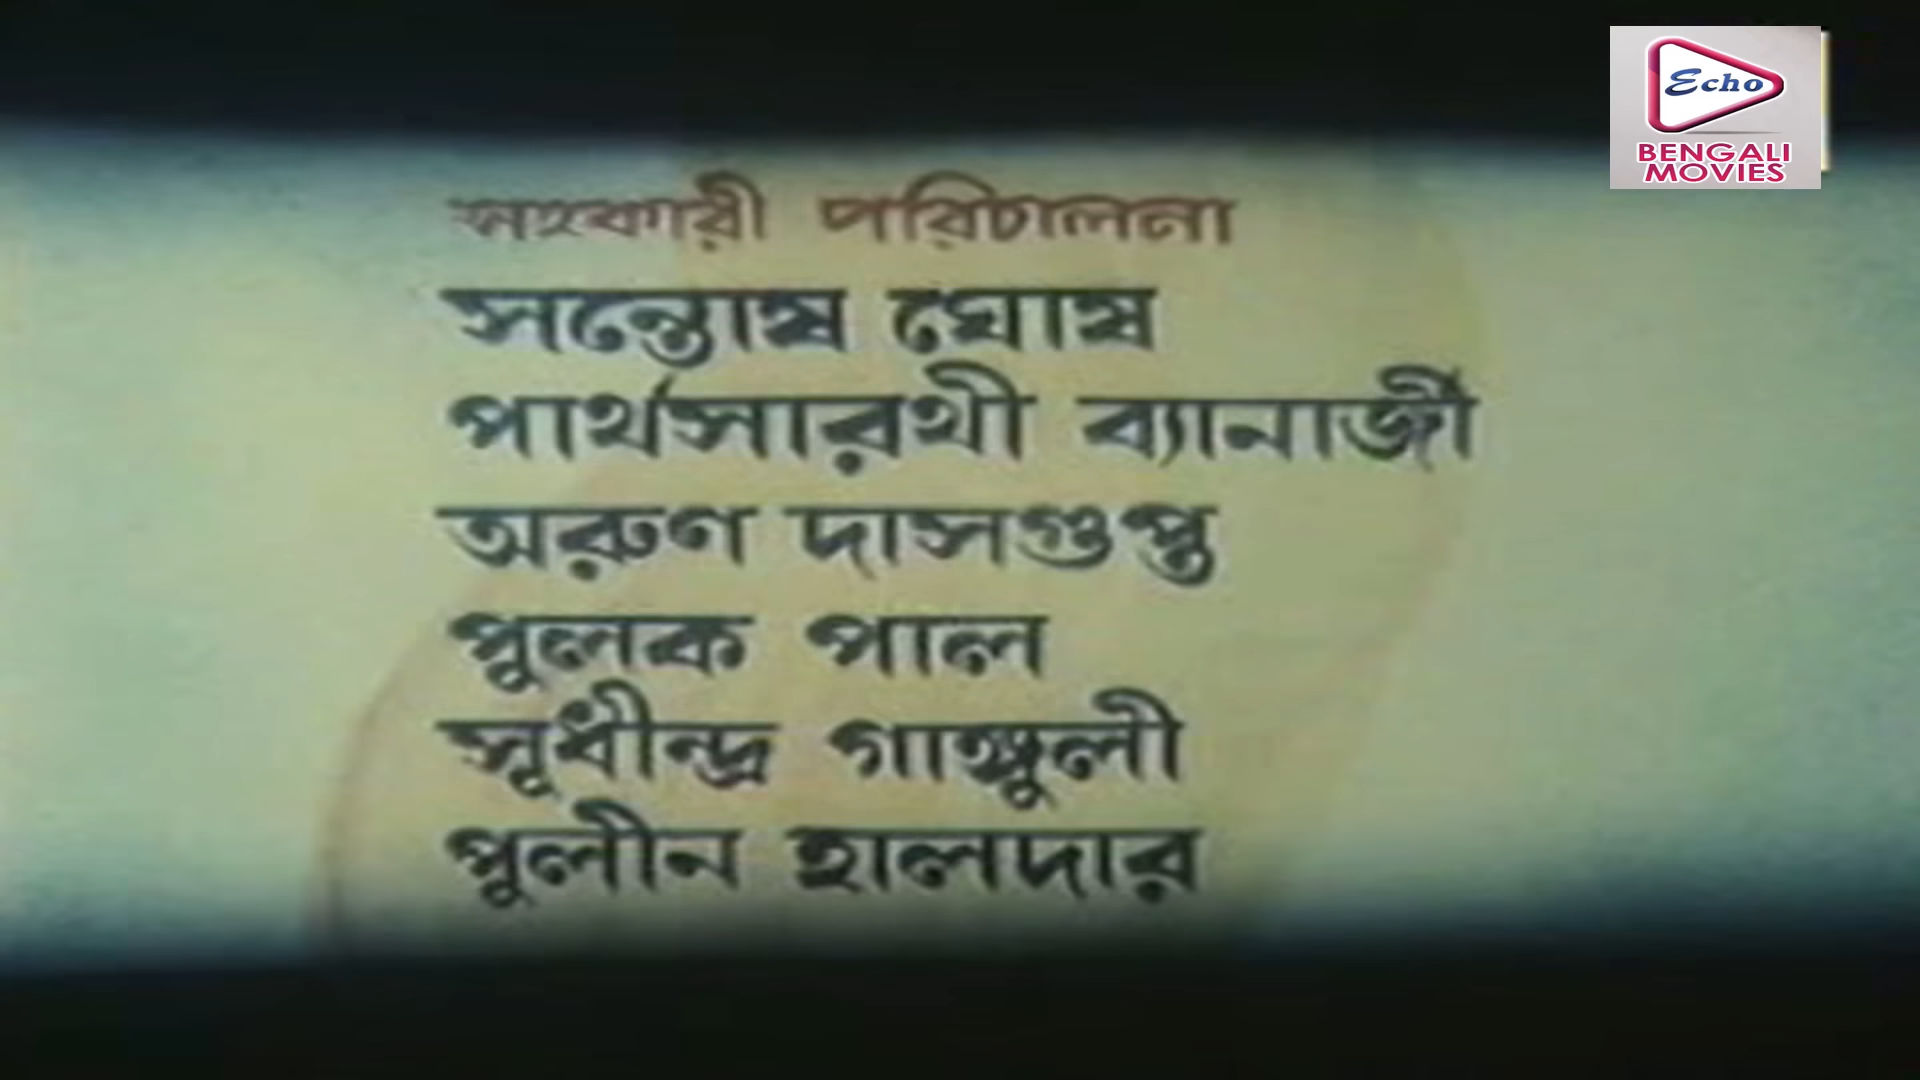 Echo
BENGALI
MOVIES
সহকারী পরিচালনা
সন্তোষ ঘোষ
পার্থসারথী ব্যানার্জী
অরুণ দাসগুপ্ত
পুলক পাল
সুধীন্দ্র গাঙ্গুলী
পুলীন হালদার